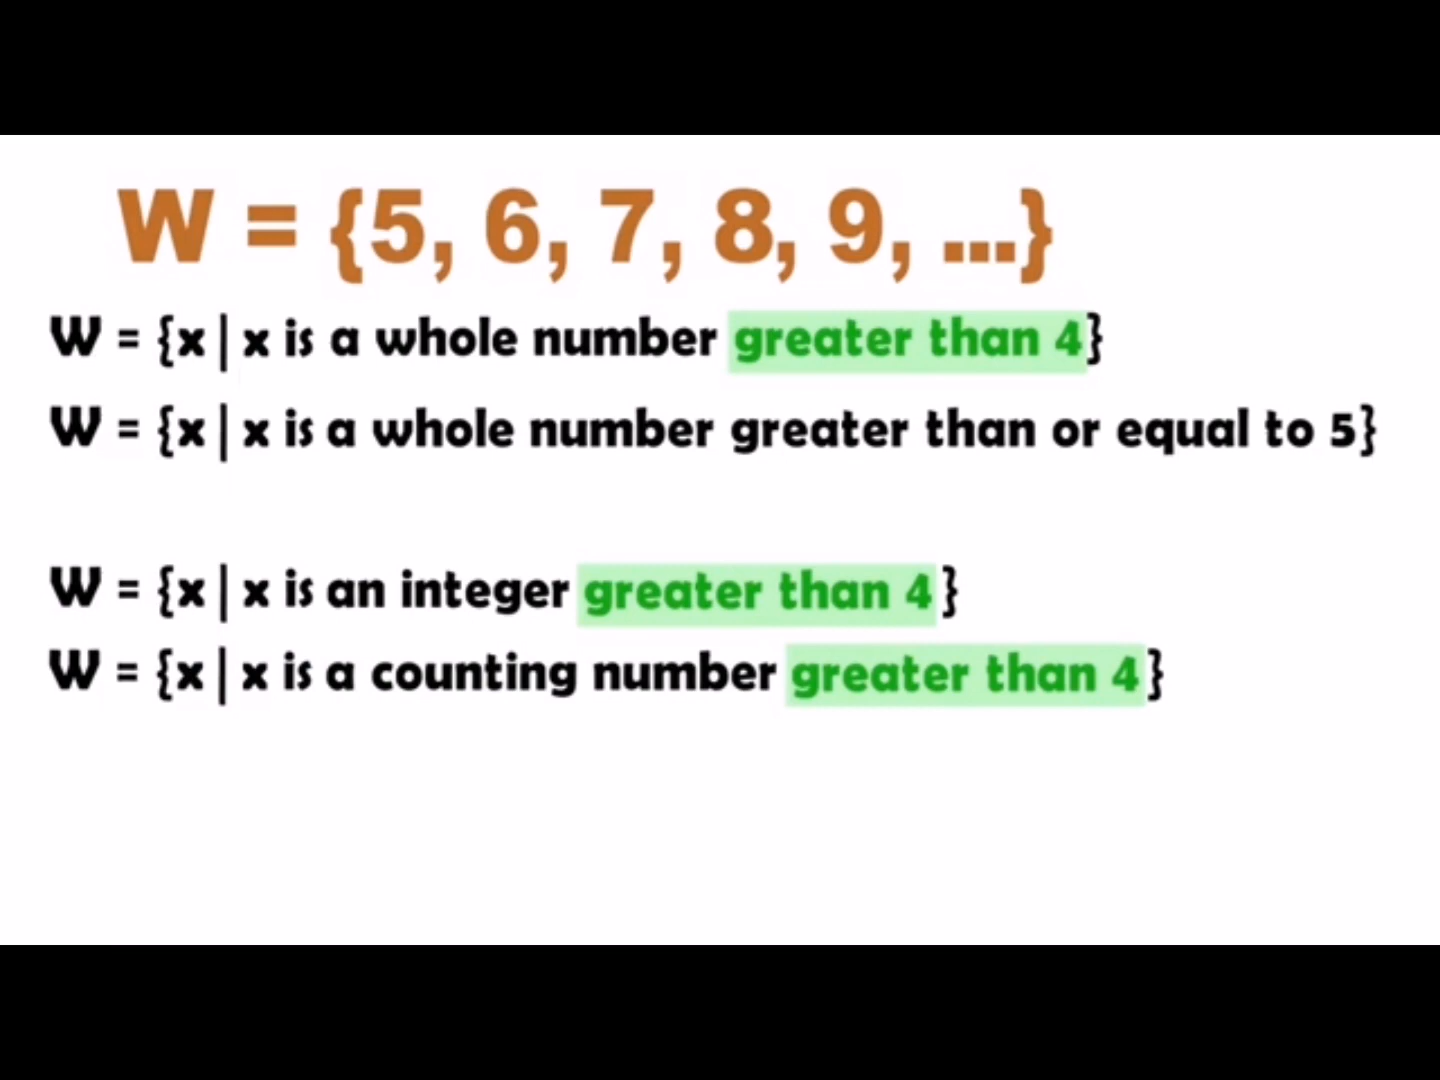 W = {5, 6, 7, 8, 9, ...}
W = {x | x is a whole number greater than 4}
W = {x | x is a whole number greater than or equal to 5}
W = {x | x is an integer greater than 4}
W = {x | x is a counting number greater than 4}